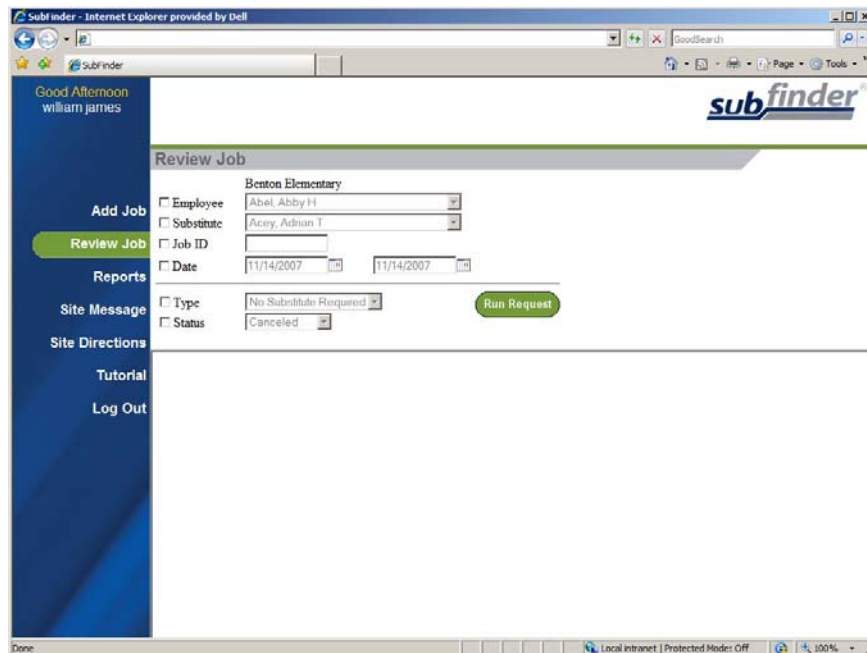 SubFinder - Internet Explorer provided by Dell
GoodSearch
SubFinder
Page Tools
Good Afternoon
william james
subfinder®
Review Job
Benton Elementary
Add Job
Employee Abel, Abby H
Substitute Acey, Adrian T
Review Job
Job ID
Date 11/14/2007 11/14/2007
Reports
Type No Substitute Required
Run Request
Site Message
Status Canceled
Site Directions
Tutorial
Log Out
Done
Local intranet | Protected Mode: Off
100%